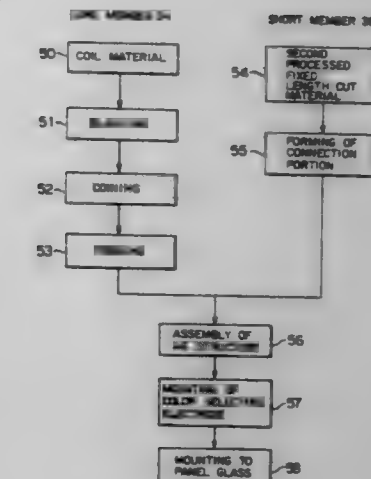 SHORT MEMBER
50
COIL MATERIAL
54
SECOND
PROCESSED
FIXED
LENGTH CUT
MATERIAL
51
55
FORMING OF
CONNECTION
PORTION
52
COINING
53
ASSEMBLY OF
56
MOUNTING OF
COLOR SELECTING
ELECTRODE
57
MOUNTING TO
PANEL GLASS
58